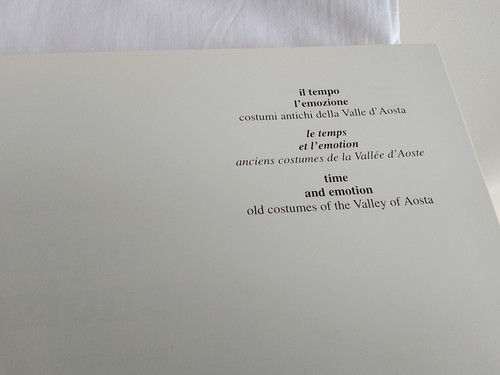 il tempo
l'emozione
costumi antichi della Valle d'Aosta
le temps
et l'emotion
anciens costumes de la Vallée d'Aoste
time
and emotion
old costumes of the Valley of Aosta